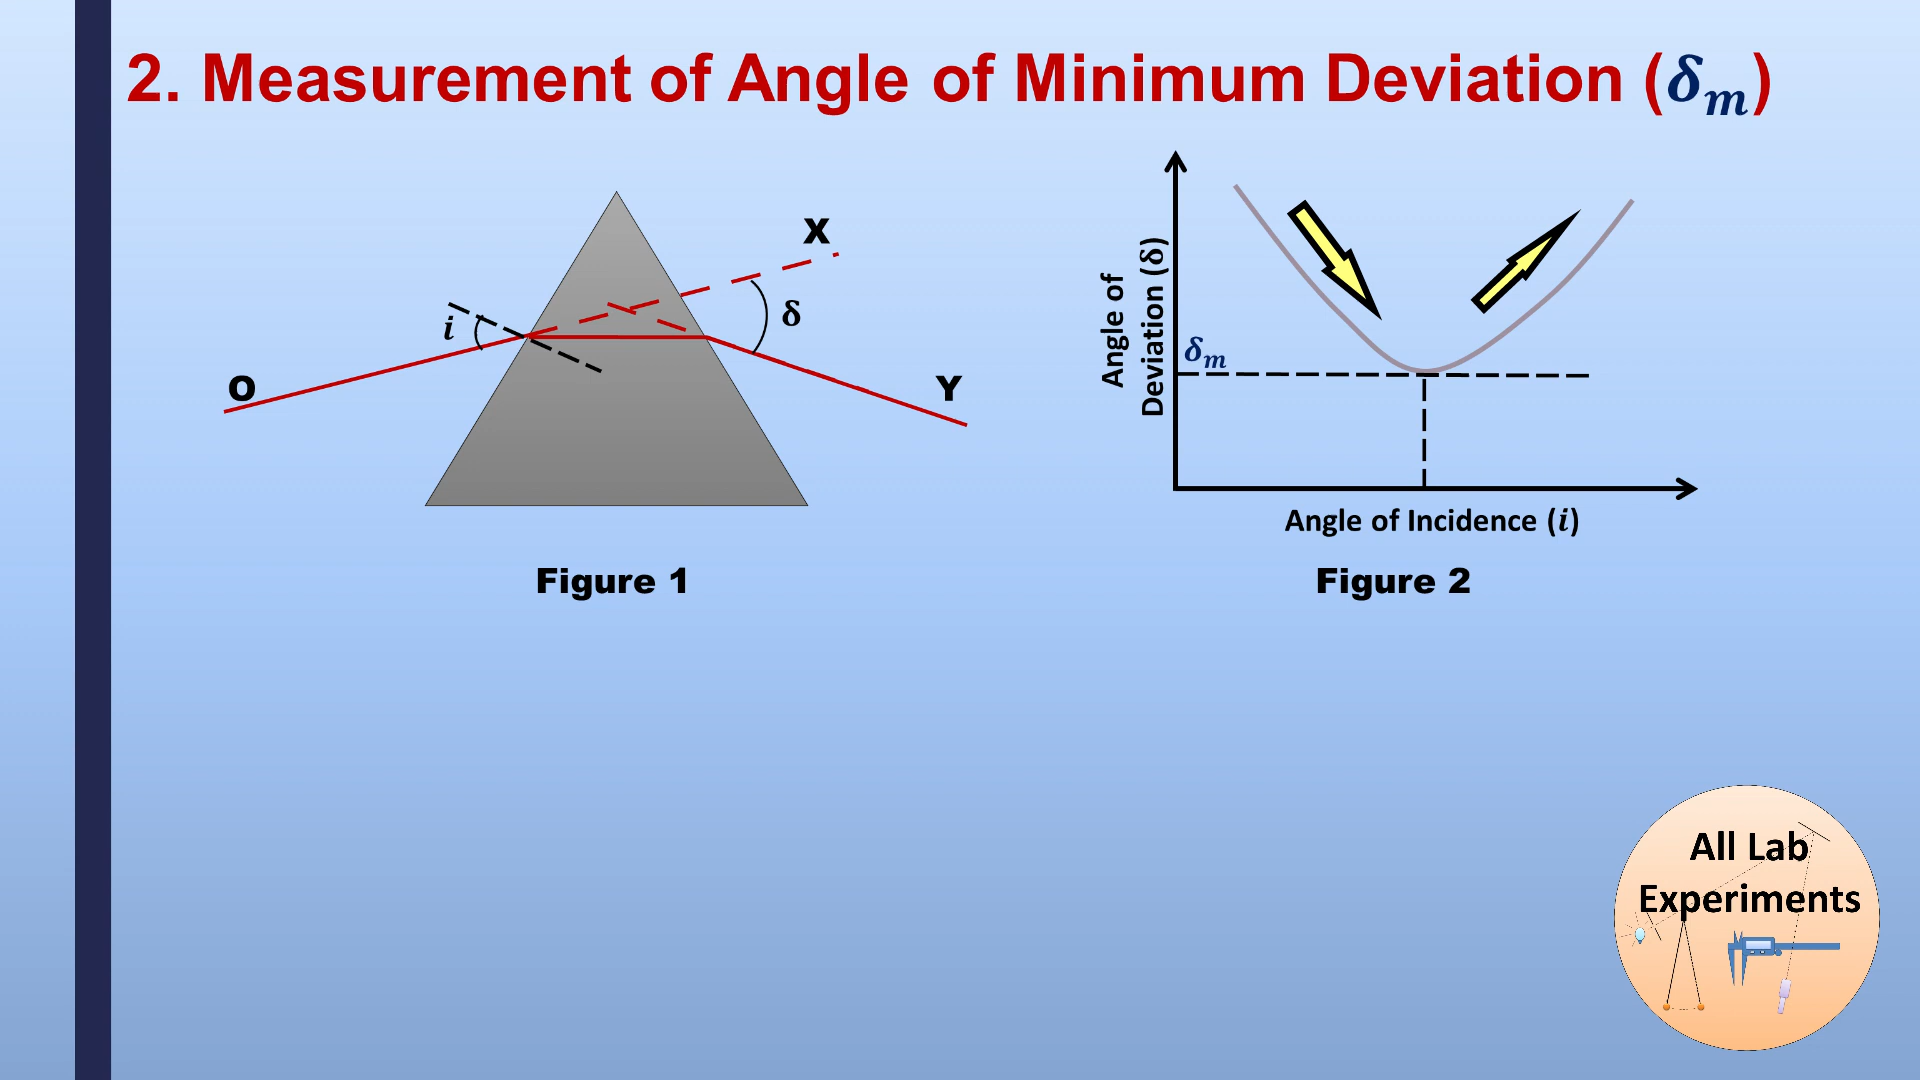 2. Measurement of Angle of Minimum Deviation (δₘ)
X
i
δ
O
Y
Figure 1
Angle of
Deviation (δ)
δₘ
Angle of Incidence (i)
Figure 2
All Lab
Experiments